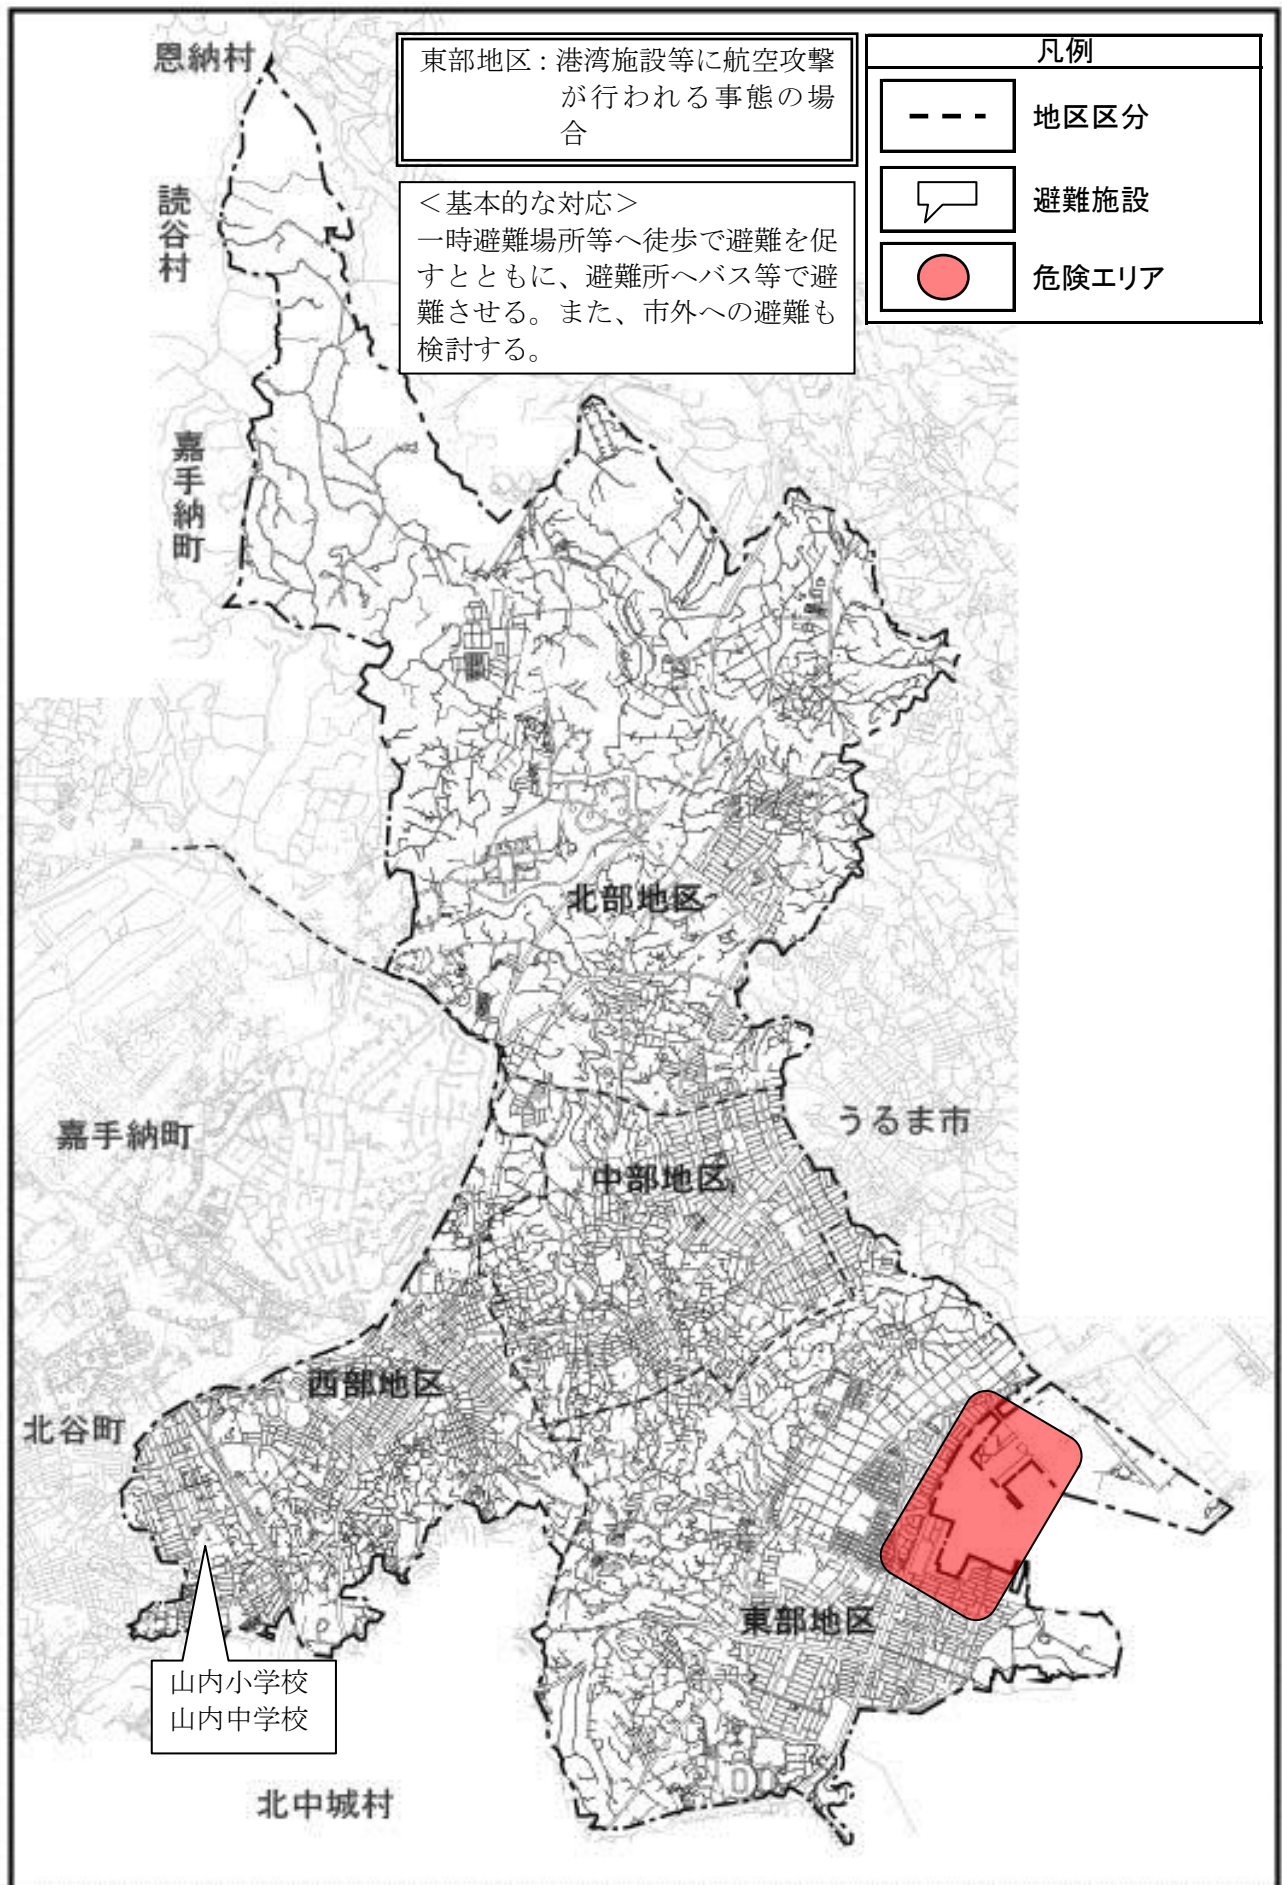 恩納村
東部地区：港湾施設等に航空攻撃
が行われる事態の場
合
凡例
地区区分
避難施設
危険エリア
＜基本的な対応＞
一時避難場所等へ徒歩で避難を促
すとともに、避難所へバス等で避
難させる。また、市外への避難も
検討する。
読谷村
嘉手納町
北部地区
嘉手納町
うるま市
中部地区
西部地区
北谷町
東部地区
山内小学校
山内中学校
北中城村